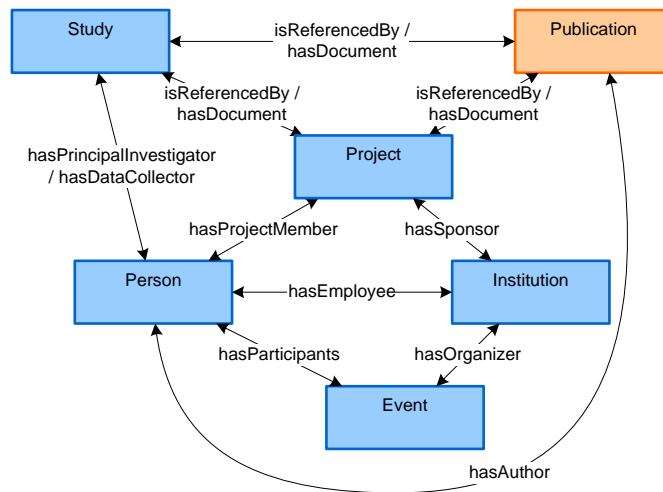 Study
isReferencedBy /
hasDocument
Publication
isReferencedBy /
hasDocument
isReferencedBy /
hasDocument
hasPrincipalInvestigator
/ hasDataCollector
Project
hasProjectMember
hasSponsor
Person
hasEmployee
Institution
hasParticipants
hasOrganizer
Event
hasAuthor